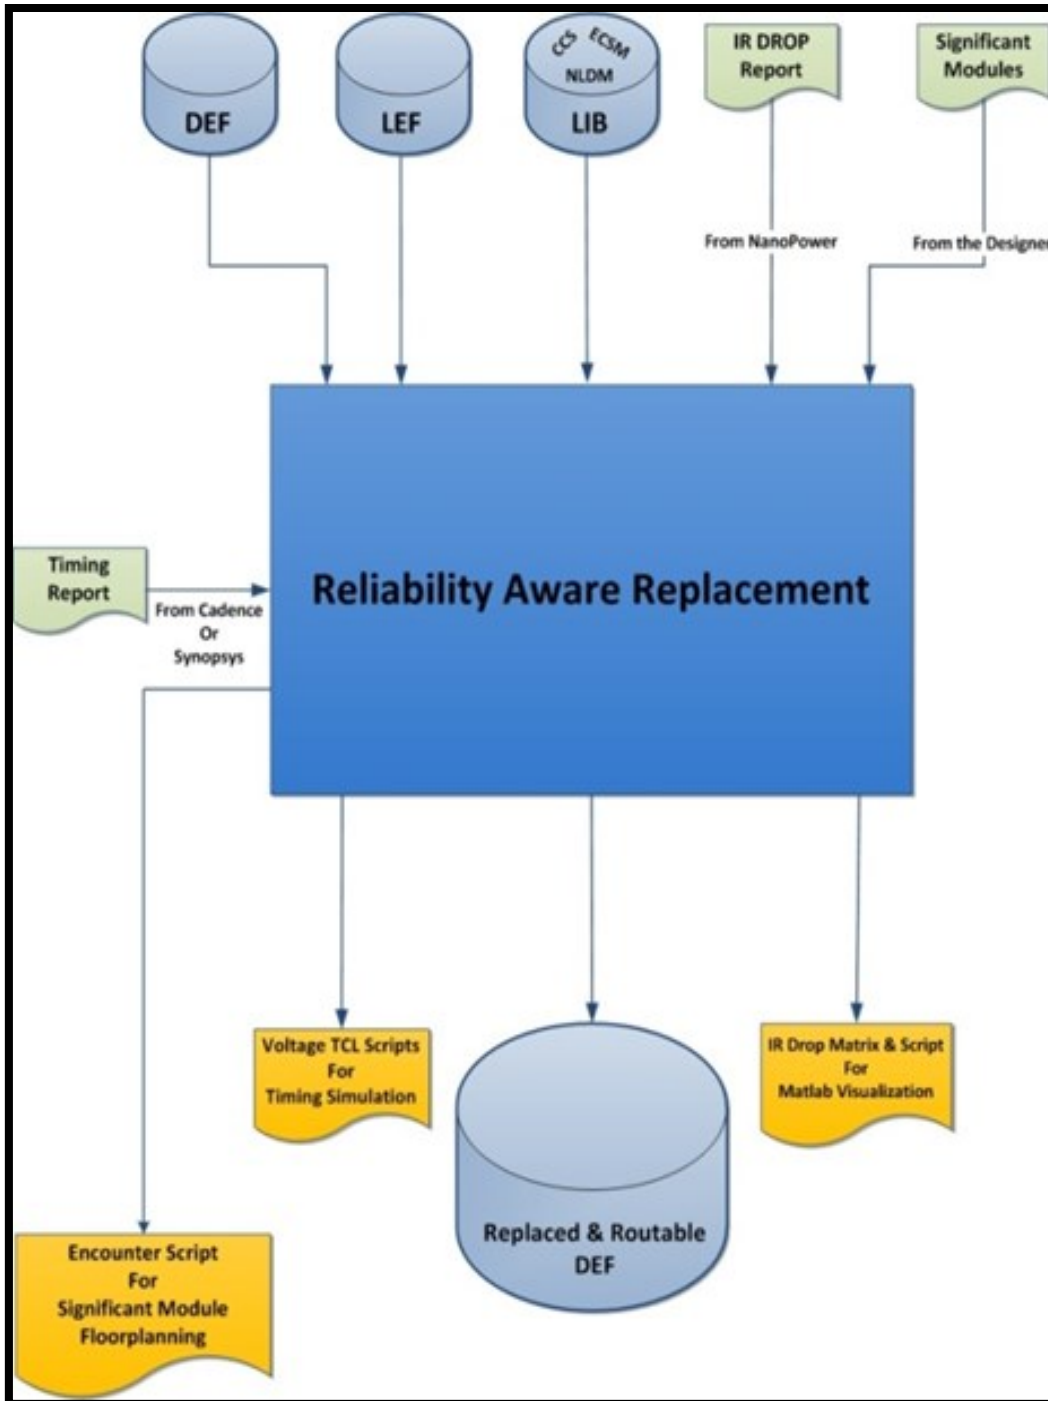 CCS ECSM
NLDM
DEF
LEF
LIB
IR DROP
Report
Significant
Modules
From NanoPower
From the Designer
Timing
Report
From Cadence
Or
Synopsys
Reliability Aware Replacement
Voltage TCL Scripts
For
Timing Simulation
IR Drop Matrix & Script
For
Matlab Visualization
Replaced & Routable
DEF
Encounter Script
For
Significant Module
Floorplanning